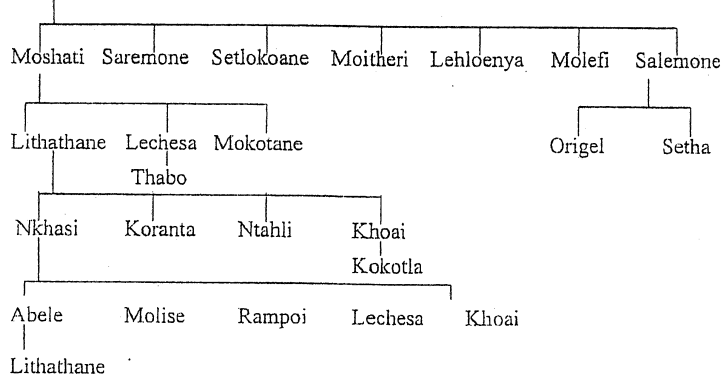 Moshati Saremone Setlokoane Moitheri Lehloenya Molefi Salemone
Lithathane Lechesa Mokotane Origel Setha
Thabo
Nkhasi Koranta Ntahli Khoai
Kokotla
Abele Molise Rampoi Lechesa Khoai
Lithathane